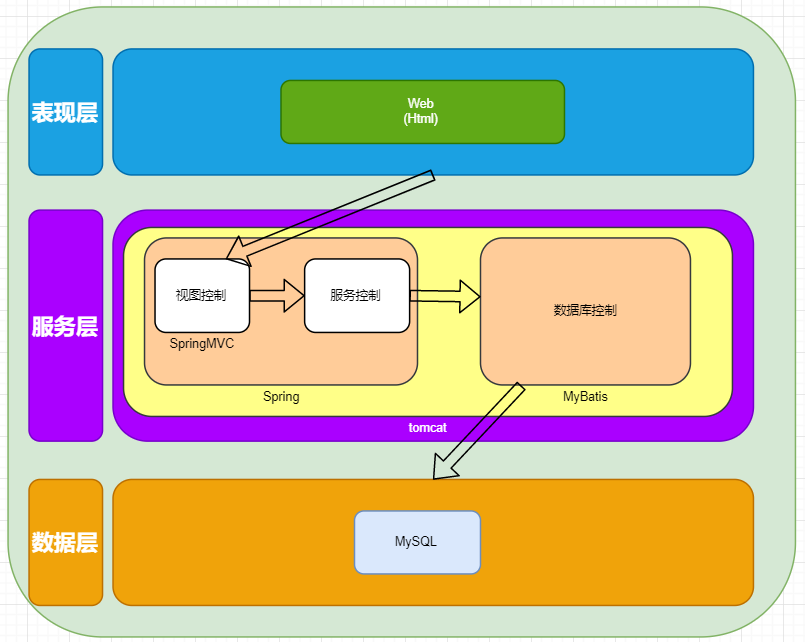 表现层
Web
(Html)
服务层
视图控制
服务控制
数据库控制
SpringMVC
Spring
MyBatis
tomcat
数据层
MySQL